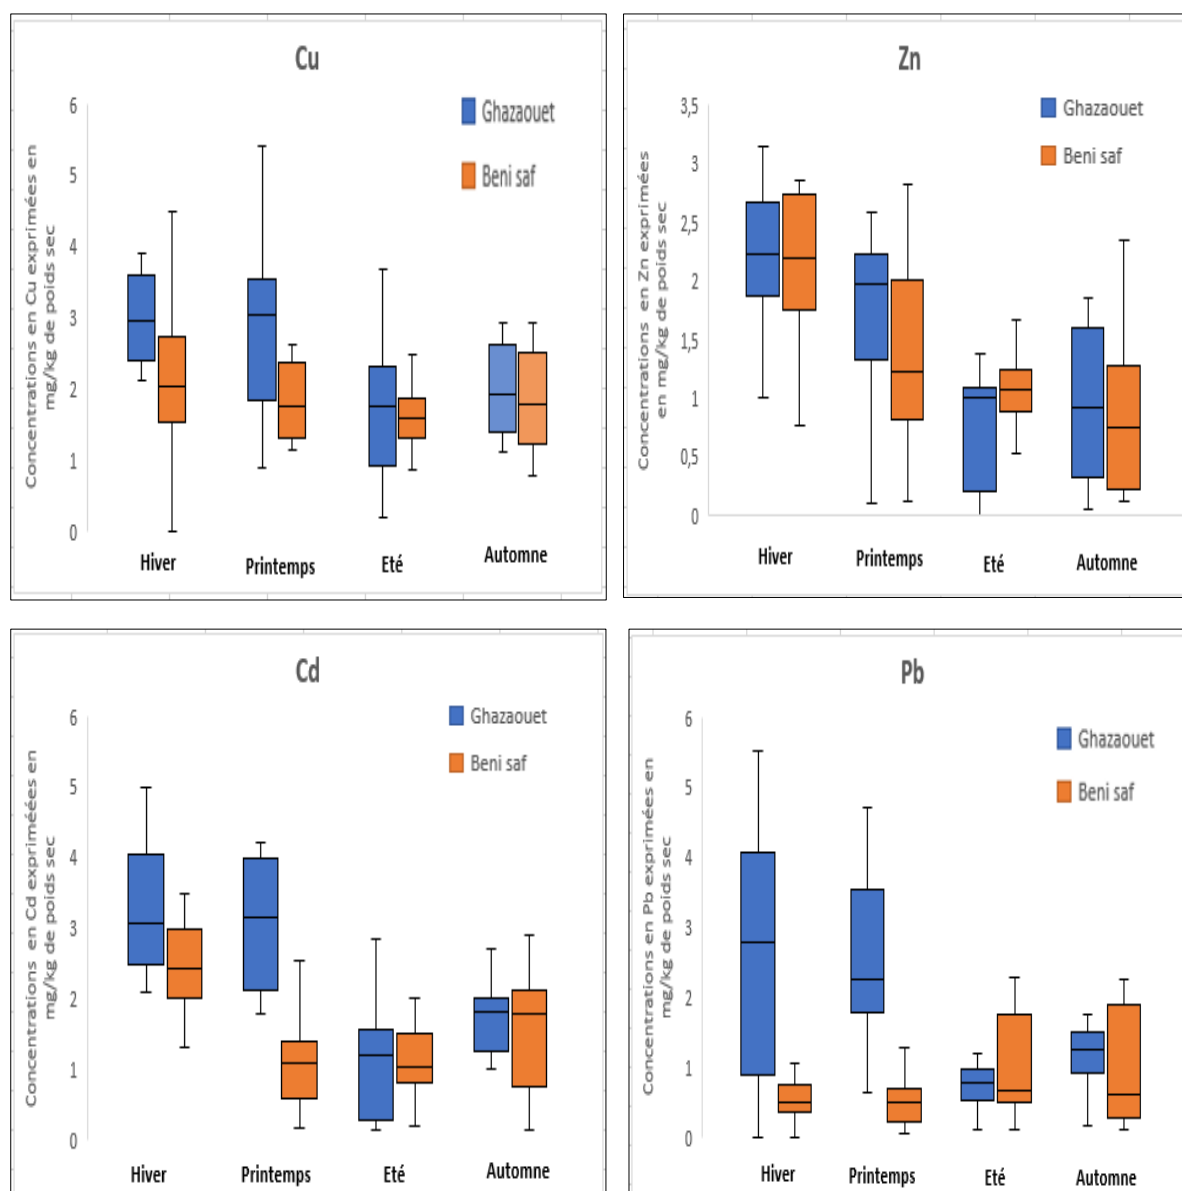 Cu
Concentrations en Cu exprimées en
mg/kg de poids sec
6
5
4
3
2
1
0
Ghazaouet
Beni saf
Hiver
Printemps
Eté
Automne
Zn
Concentrations en Zn exprimées
en mg/kg de poids sec
3,5
3
2,5
2
1,5
1
0,5
0
Ghazaouet
Beni saf
Hiver
Printemps
Eté
Automne
Cd
Concentrations en Cd expriméées en
mg/kg de poids sec
6
5
4
3
2
1
0
Ghazaouet
Beni saf
Hiver
Printemps
Eté
Automne
Pb
Concentrations en Pb exprimées en
mg/kg de poids sec
6
5
4
3
2
1
0
Ghazaouet
Beni saf
Hiver
Printemps
Eté
Automne